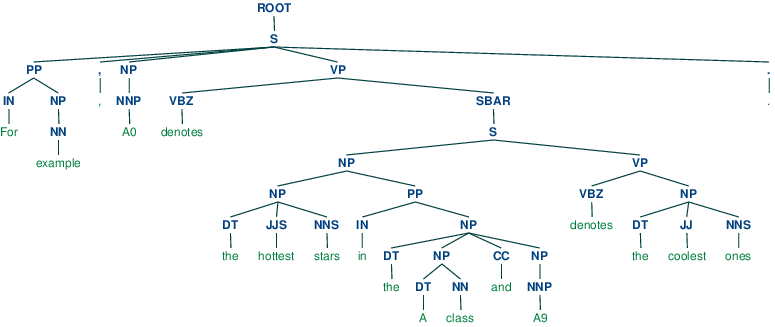 ROOT
S
PP , NP VP .
IN NP , NNP VBZ SBAR .
For NN A0 denotes S
example NP VP
NP PP VBZ NP
DT JJS NNS IN NP denotes DT JJ NNS
the hottest stars in DT NP CC NP the coolest ones
the DT NN and NNP
A class A9